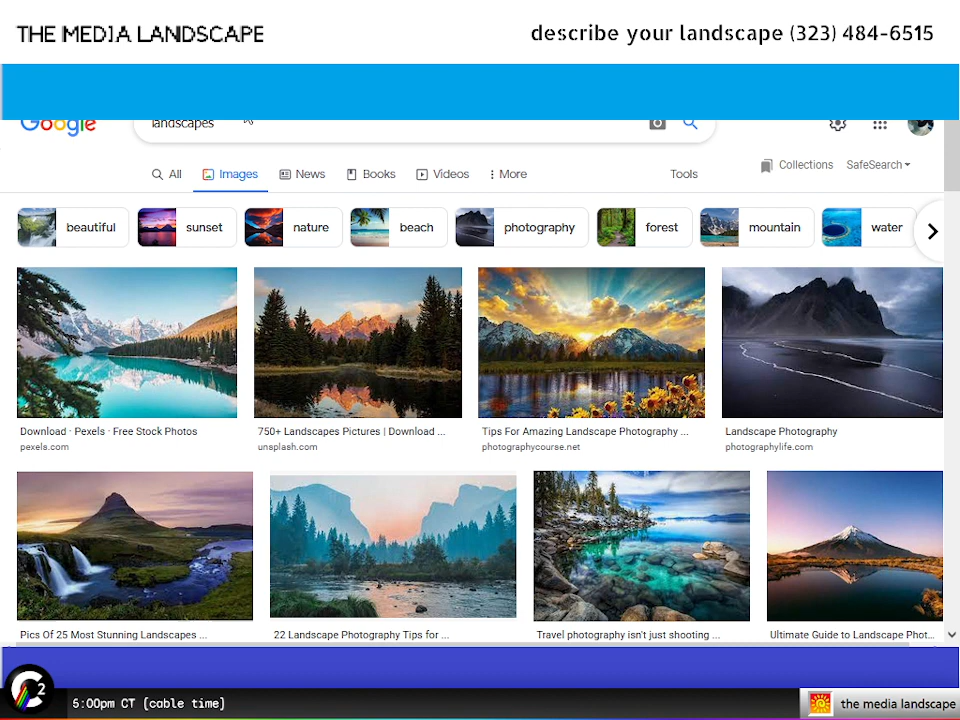 THE MEDIA LANDSCAPE
describe your landscape (323) 484-6515
Google
landscapes
All Images News Books Videos More Tools Collections SafeSearch
beautiful sunset nature beach photography forest mountain water
Download · Pexels · Free Stock Photos
pexels.com
750+ Landscapes Pictures | Download ...
unsplash.com
Tips For Amazing Landscape Photography ...
photographycourse.net
Landscape Photography
photographylife.com
Pics Of 25 Most Stunning Landscapes ...
22 Landscape Photography Tips for ...
Travel photography isn't just shooting ...
Ultimate Guide to Landscape Phot...
C2
5:00pm CT [cable time]
the media landscape